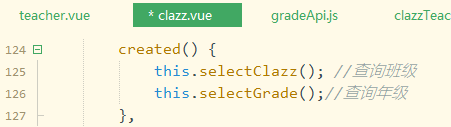 teacher.vue * clazz.vue gradeApi.js clazzTeac
124 created() {
125 this.selectClazz(); //查询班级
126 this.selectGrade();//查询年级
127 },